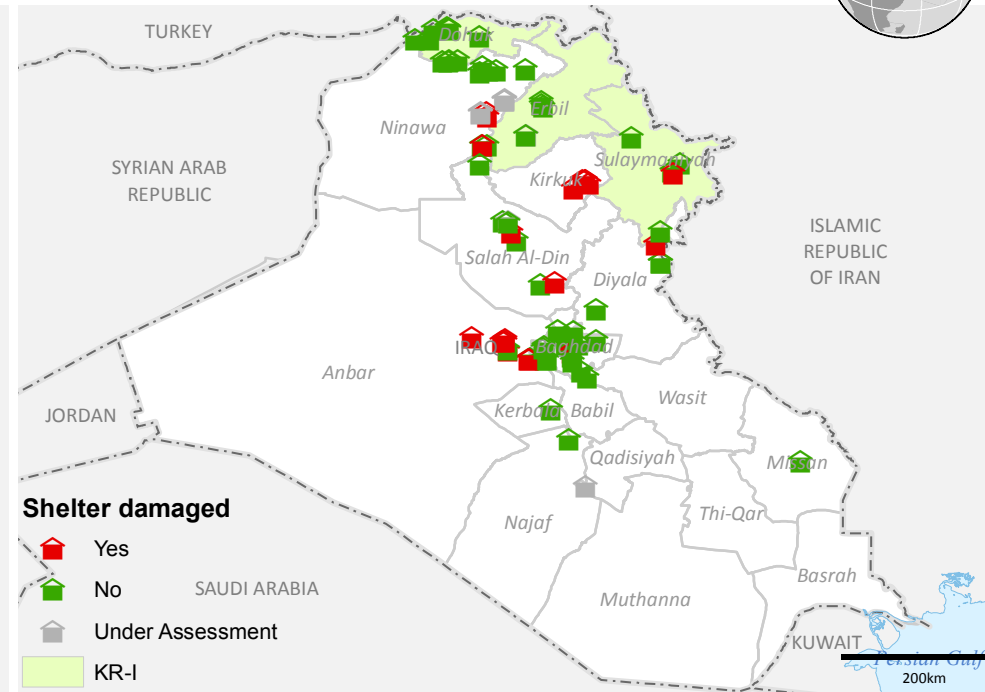 TURKEY
Dohuk
Erbil
Ninawa
SYRIAN ARAB
REPUBLIC
Sulaymaniyah
Kirkuk
ISLAMIC
REPUBLIC
OF IRAN
Salah Al-Din
Diyala
IRAQ
Baghdad
Anbar
Wasit
JORDAN
Kerbala
Babil
Qadisiyah
Missan
Shelter damaged
Najaf
Thi-Qar
Yes
No
SAUDI ARABIA
Basrah
Muthanna
Under Assessment
KUWAIT
Persian Gulf
KR-I
200km